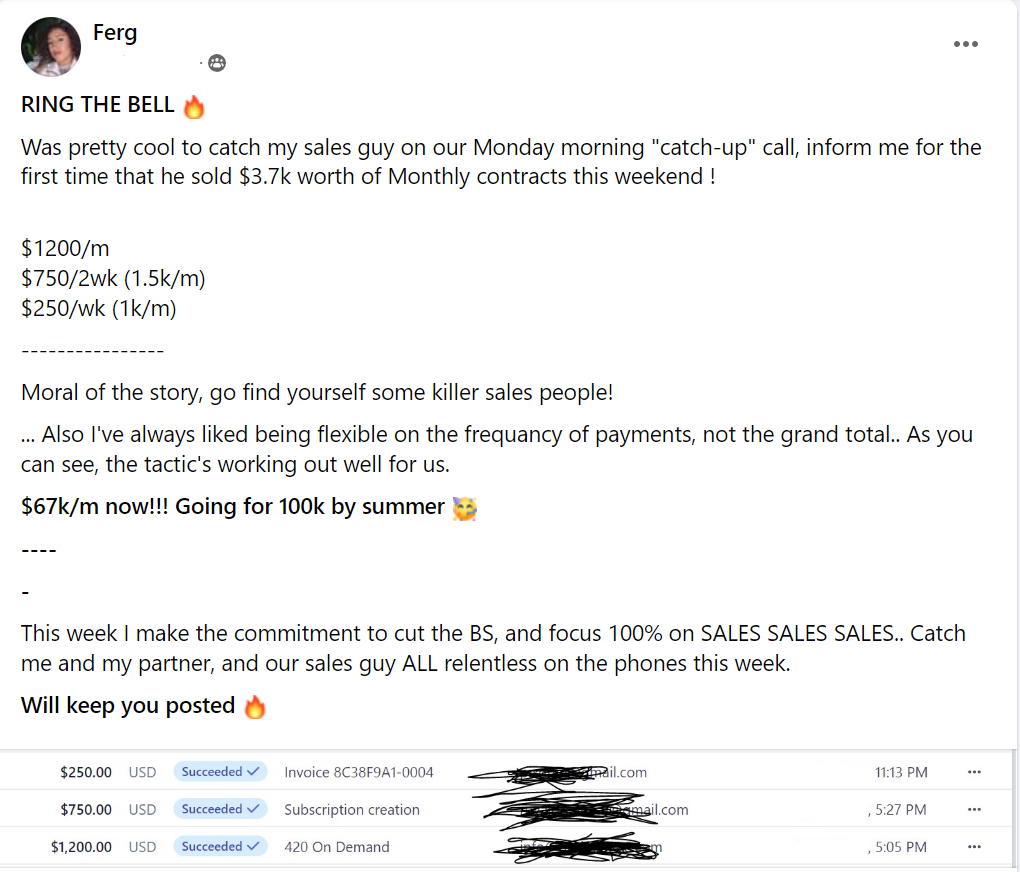 Ferg
RING THE BELL 🔥
Was pretty cool to catch my sales guy on our Monday morning "catch-up" call, inform me for the
first time that he sold $3.7k worth of Monthly contracts this weekend !
$1200/m
$750/2wk (1.5k/m)
$250/wk (1k/m)
----------------
Moral of the story, go find yourself some killer sales people!
... Also I've always liked being flexible on the frequancy of payments, not the grand total.. As you
can see, the tactic's working out well for us.
$67k/m now!!! Going for 100k by summer 🥳
----
-
This week I make the commitment to cut the BS, and focus 100% on SALES SALES SALES.. Catch
me and my partner, and our sales guy ALL relentless on the phones this week.
Will keep you posted 🔥
$250.00 USD Succeeded ✓ Invoice 8C38F9A1-0004 mail.com 11:13 PM
$750.00 USD Succeeded ✓ Subscription creation gmail.com , 5:27 PM
$1,200.00 USD Succeeded ✓ 420 On Demand , 5:05 PM